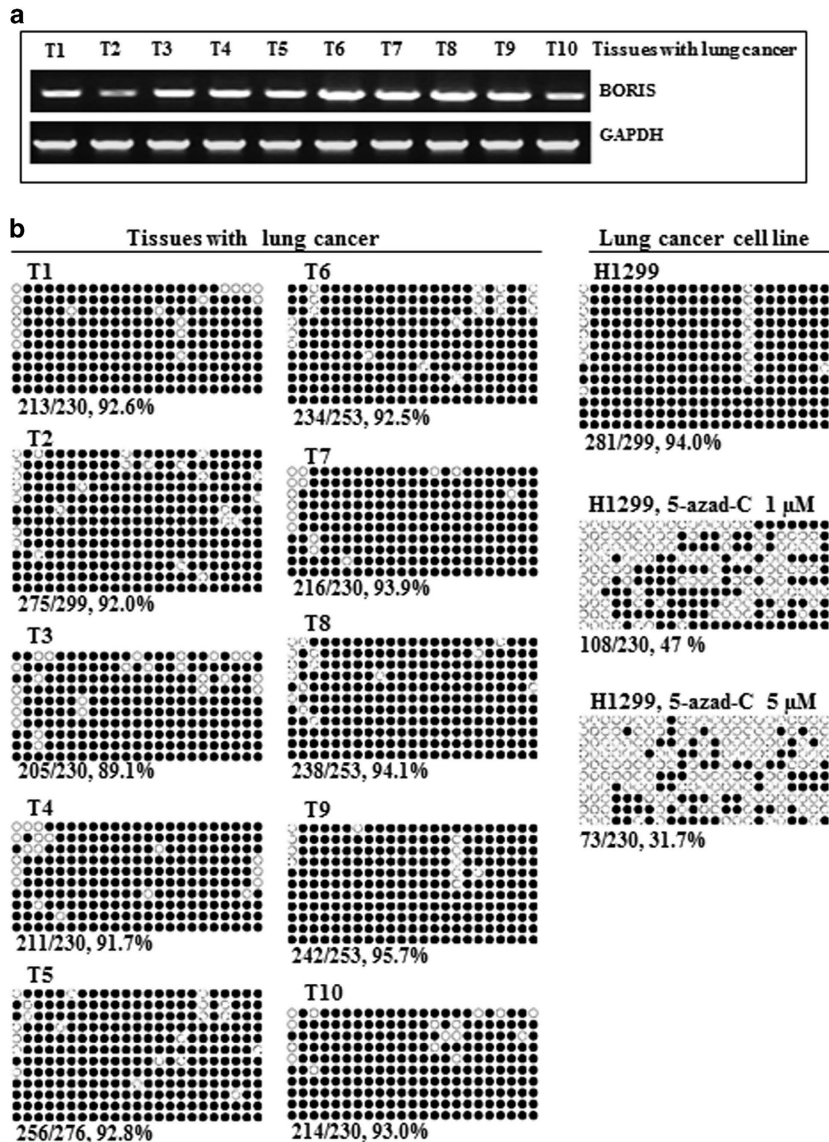 a
T1 T2 T3 T4 T5 T6 T7 T8 T9 T10 Tissues with lung cancer
BORIS
GAPDH
b
Tissues with lung cancer
T1
213/230, 92.6%
T2
275/299, 92.0%
T3
205/230, 89.1%
T4
211/230, 91.7%
T5
256/276, 92.8%
T6
234/253, 92.5%
T7
216/230, 93.9%
T8
238/253, 94.1%
T9
242/253, 95.7%
T10
214/230, 93.0%
Lung cancer cell line
H1299
281/299, 94.0%
H1299, 5-azad-C 1 µM
108/230, 47 %
H1299, 5-azad-C 5 µM
73/230, 31.7%